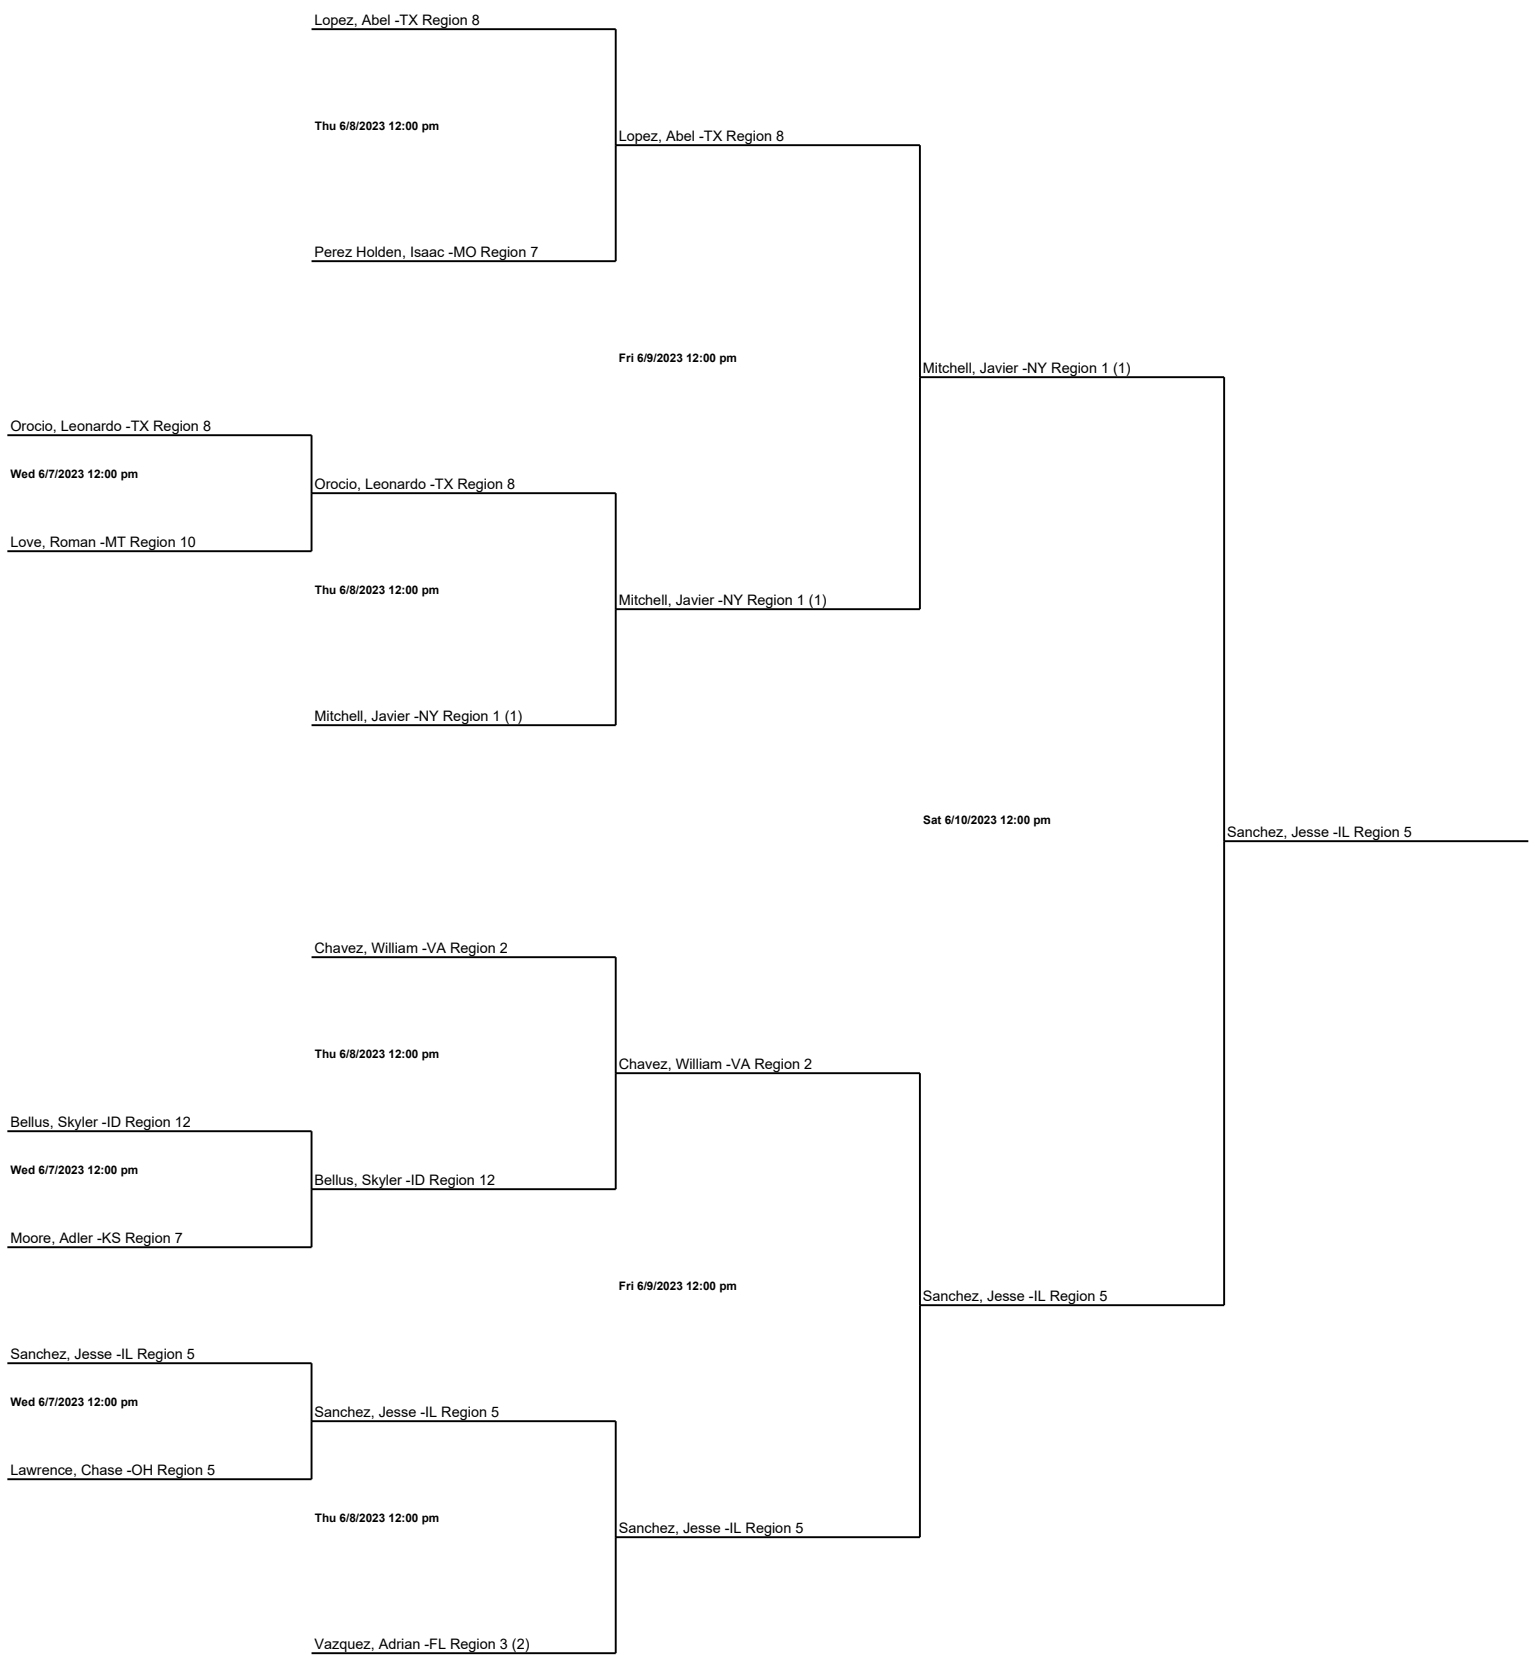 Lopez, Abel -TX Region 8
Thu 6/8/2023 12:00 pm
Lopez, Abel -TX Region 8
Perez Holden, Isaac -MO Region 7
Fri 6/9/2023 12:00 pm
Mitchell, Javier -NY Region 1 (1)
Orocio, Leonardo -TX Region 8
Wed 6/7/2023 12:00 pm
Orocio, Leonardo -TX Region 8
Love, Roman -MT Region 10
Thu 6/8/2023 12:00 pm
Mitchell, Javier -NY Region 1 (1)
Mitchell, Javier -NY Region 1 (1)
Sat 6/10/2023 12:00 pm
Sanchez, Jesse -IL Region 5
Chavez, William -VA Region 2
Thu 6/8/2023 12:00 pm
Chavez, William -VA Region 2
Bellus, Skyler -ID Region 12
Wed 6/7/2023 12:00 pm
Bellus, Skyler -ID Region 12
Moore, Adler -KS Region 7
Fri 6/9/2023 12:00 pm
Sanchez, Jesse -IL Region 5
Sanchez, Jesse -IL Region 5
Wed 6/7/2023 12:00 pm
Sanchez, Jesse -IL Region 5
Lawrence, Chase -OH Region 5
Thu 6/8/2023 12:00 pm
Sanchez, Jesse -IL Region 5
Vazquez, Adrian -FL Region 3 (2)